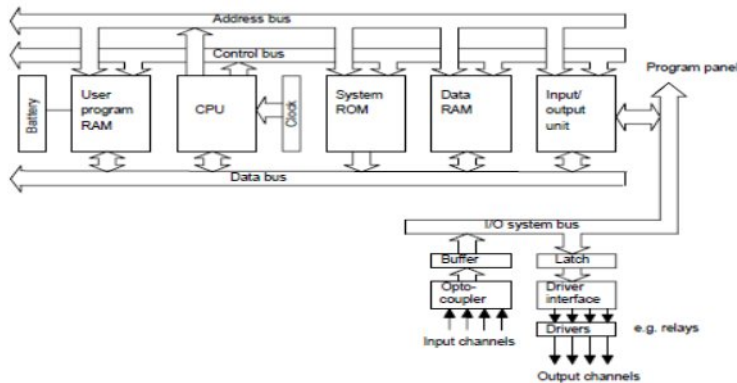 Address bus
Control bus
Program panel
Battery
User
program
RAM
CPU
Clock
System
ROM
Data
RAM
Input/
output
unit
Data bus
I/O system bus
Buffer
Latch
Opto-
coupler
Driver
interface
Drivers
e.g. relays
Input channels
Output channels